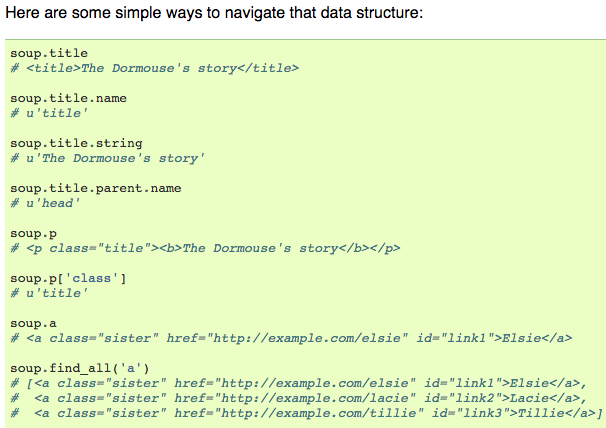 Here are some simple ways to navigate that data structure:
soup.title
# <title>The Dormouse's story</title>
soup.title.name
# u'title'
soup.title.string
# u'The Dormouse's story'
soup.title.parent.name
# u'head'
soup.p
# <p class="title"><b>The Dormouse's story</b></p>
soup.p['class']
# u'title'
soup.a
# <a class="sister" href="http://example.com/elsie" id="link1">Elsie</a>
soup.find_all('a')
# [<a class="sister" href="http://example.com/elsie" id="link1">Elsie</a>,
#  <a class="sister" href="http://example.com/lacie" id="link2">Lacie</a>,
#  <a class="sister" href="http://example.com/tillie" id="link3">Tillie</a>]